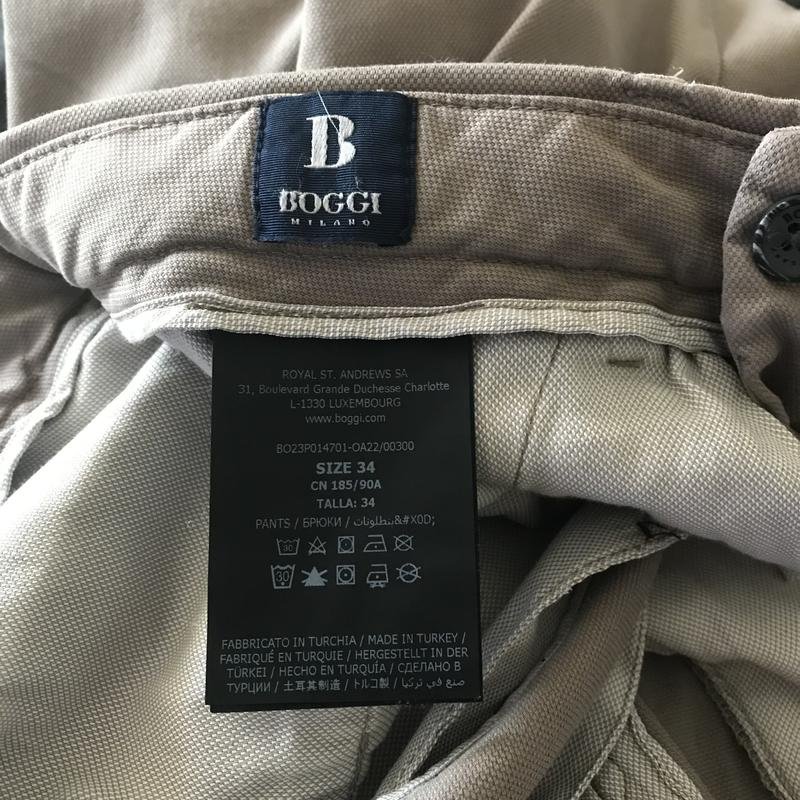 B
BOGGI
MILANO
ROYAL ST. ANDREWS SA
31, Boulevard Grande Duchesse Charlotte
L-1330 LUXEMBOURG
www.boggi.com
BO23P014701-OA22/00300
SIZE 34
CN 185/90A
TALLA: 34
PANTS / БРЮКИ / بنطلونات&#X0D;
30
30
FABBRICATO IN TURCHIA / MADE IN TURKEY /
FABRIQUÉ EN TURQUIE / HERGESTELLT IN DER
TÜRKEI / HECHO EN TURQUÍA / СДЕЛАНО В
ТУРЦИИ / 土耳其制造 / トルコ製 / صنع في تركيا